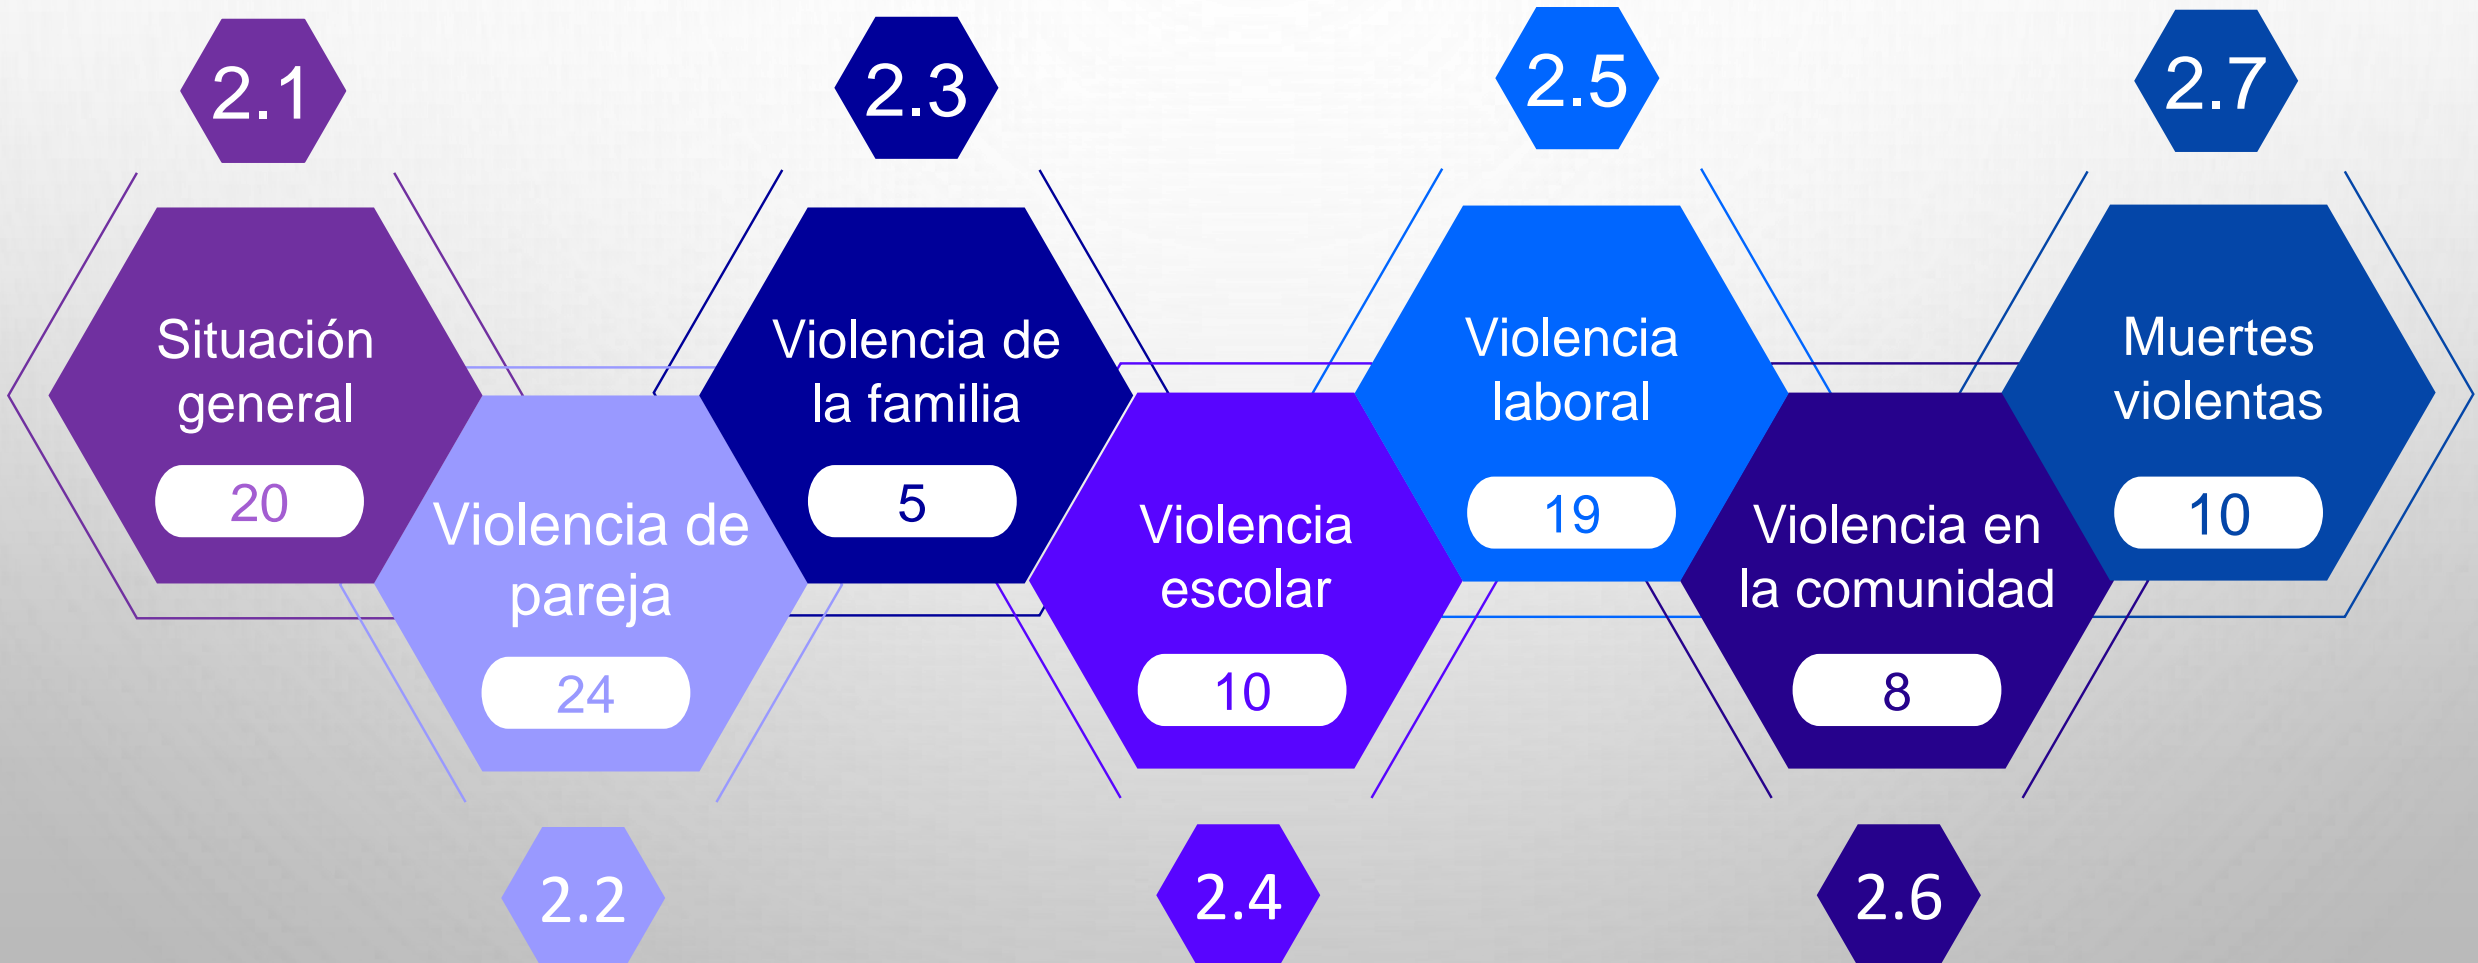 2.1
Situación
general
20
2.2
Violencia de
pareja
24
2.3
Violencia de
la familia
5
2.4
Violencia
escolar
10
2.5
Violencia
laboral
19
2.6
Violencia en
la comunidad
8
2.7
Muertes
violentas
10